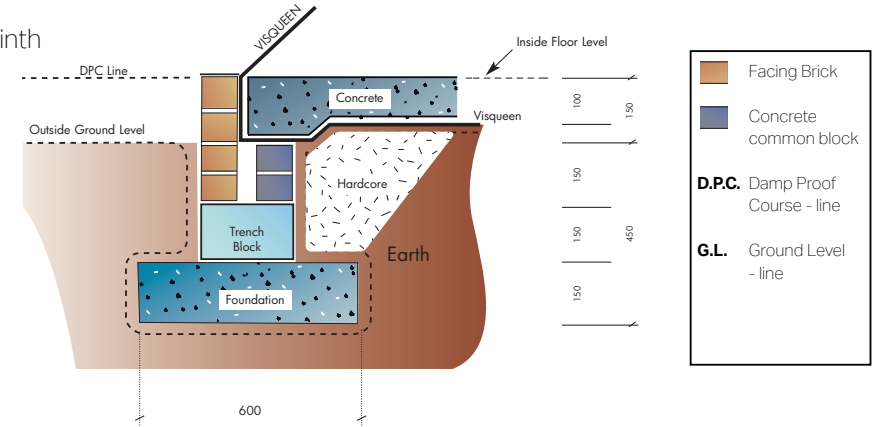 VISQUEEN
DPC Line
Inside Floor Level
Concrete
Visqueen
Outside Ground Level
Hardcore
Trench
Block
Earth
Foundation
600
100
150
150
150
450
150
Facing Brick
Concrete
common block
D.P.C. Damp Proof
Course - line
G.L. Ground Level
- line